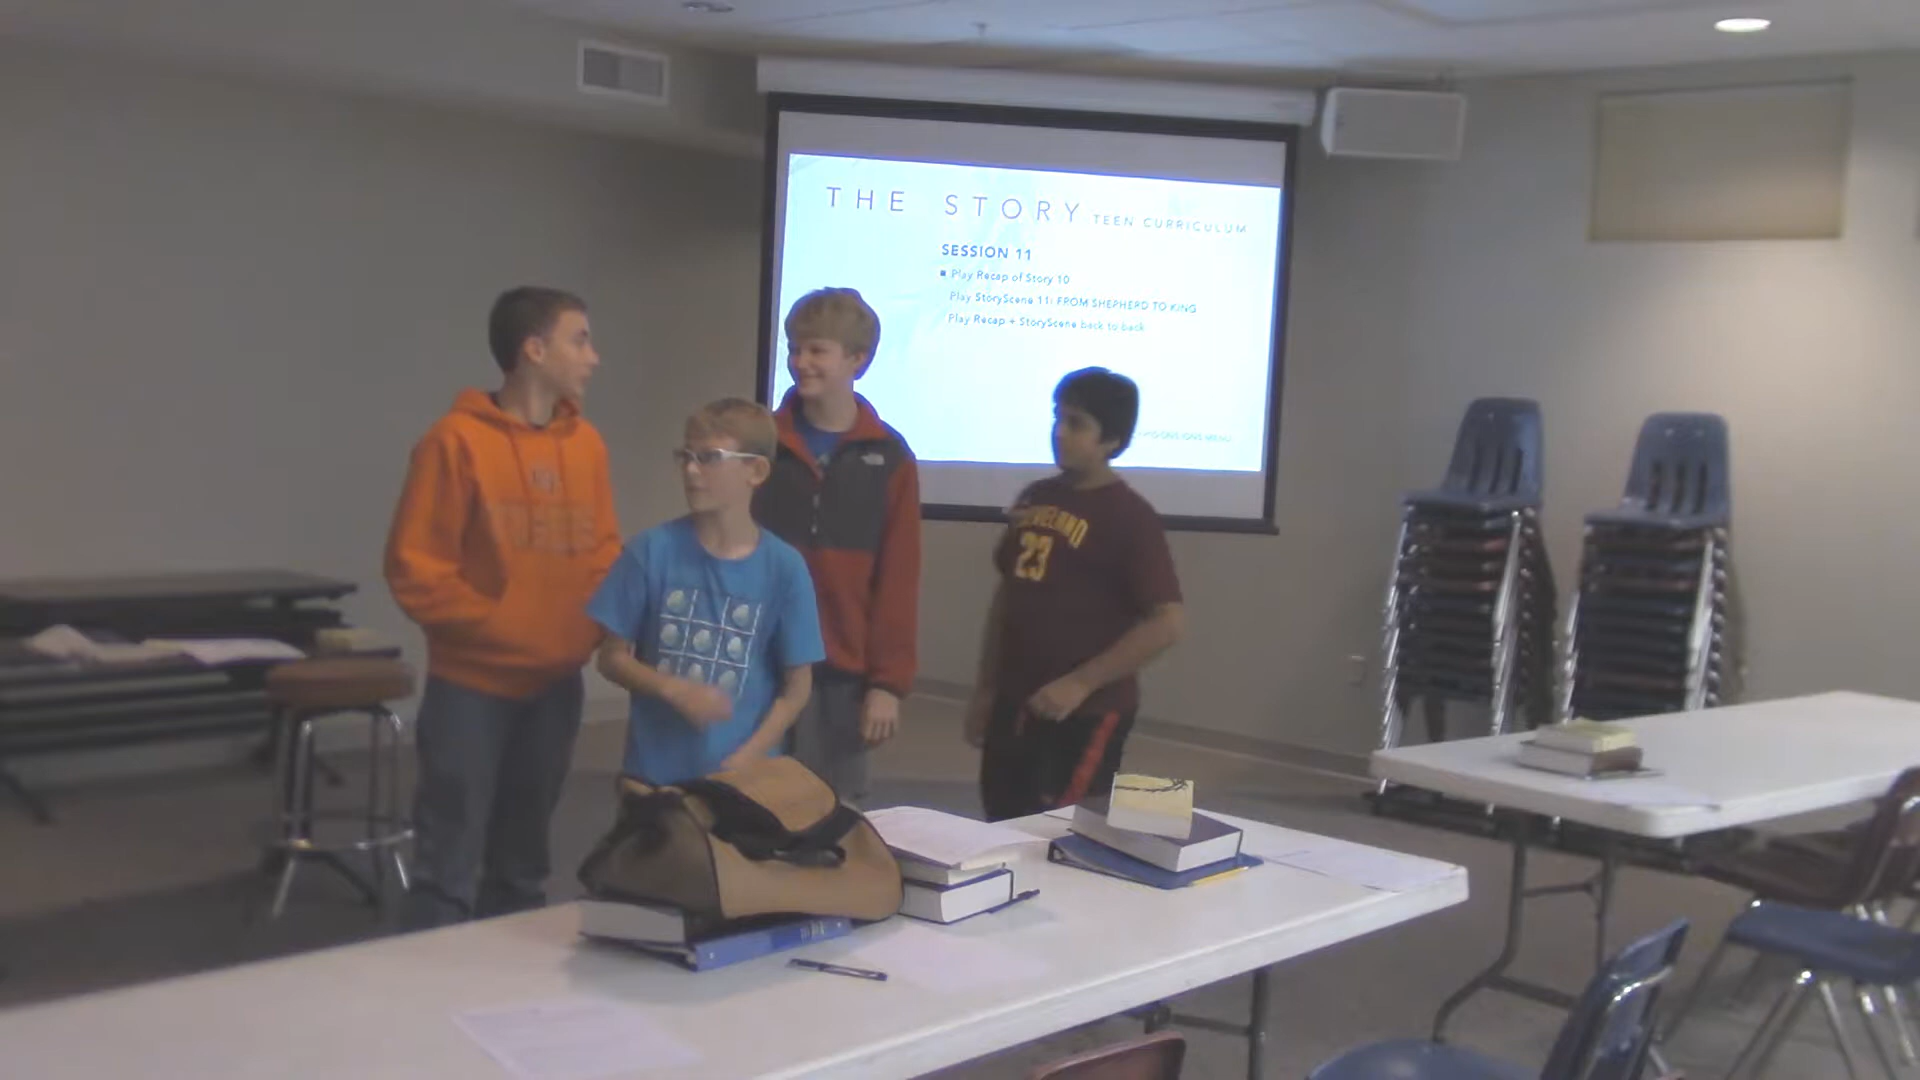 THE STORY TEEN CURRICULUM
SESSION 11
Play Recap of Story 10
Play StoryScene 11: FROM SHEPHERD TO KING
Play Recap + StoryScene back to back
CLEVELAND
23